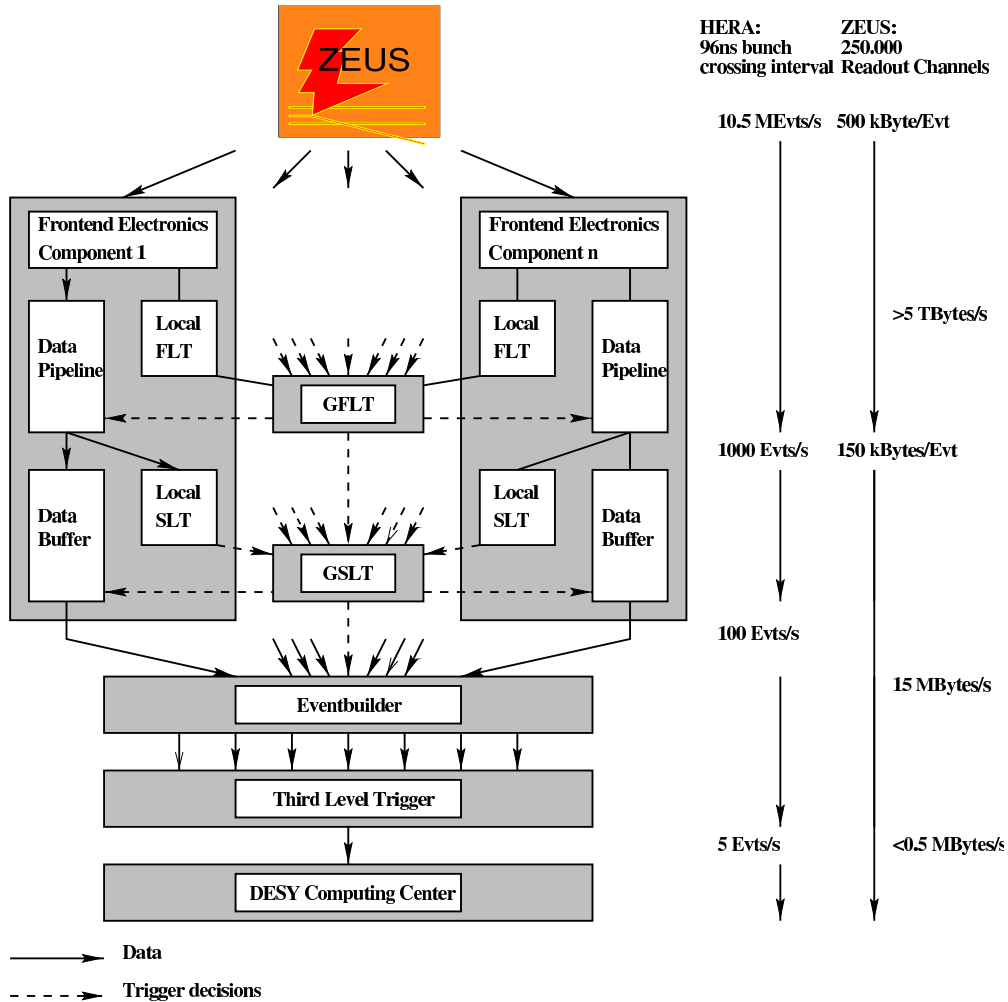 ZEUS
HERA:
96ns bunch
crossing interval
ZEUS:
250.000
Readout Channels
10.5 MEvts/s
500 kByte/Evt
Frontend Electronics
Component 1
Frontend Electronics
Component n
Data
Pipeline
Local
FLT
Local
FLT
Data
Pipeline
>5 TBytes/s
GFLT
1000 Evts/s
150 kBytes/Evt
Data
Buffer
Local
SLT
Local
SLT
Data
Buffer
GSLT
100 Evts/s
15 MBytes/s
Eventbuilder
Third Level Trigger
5 Evts/s
<0.5 MBytes/s
DESY Computing Center
Data
Trigger decisions